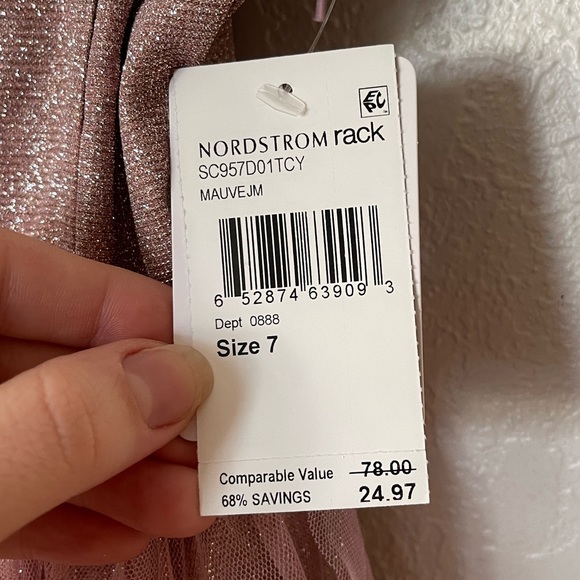 EPC
NORDSTROM rack
SC957D01TCY
MAUVEJM
6 52874 63909 3
Dept 0888
Size 7
Comparable Value 78.00
68% SAVINGS 24.97